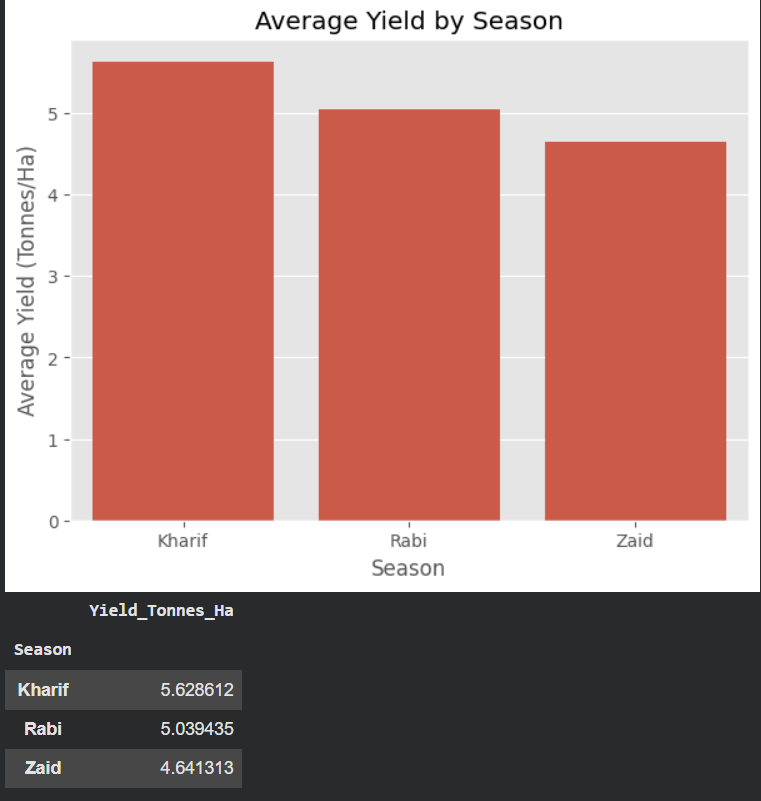 Average Yield by Season
Average Yield (Tonnes/Ha)
5
4
3
2
1
0
Kharif Rabi Zaid
Season
Yield_Tonnes_Ha
Season
Kharif 5.628612
Rabi 5.039435
Zaid 4.641313